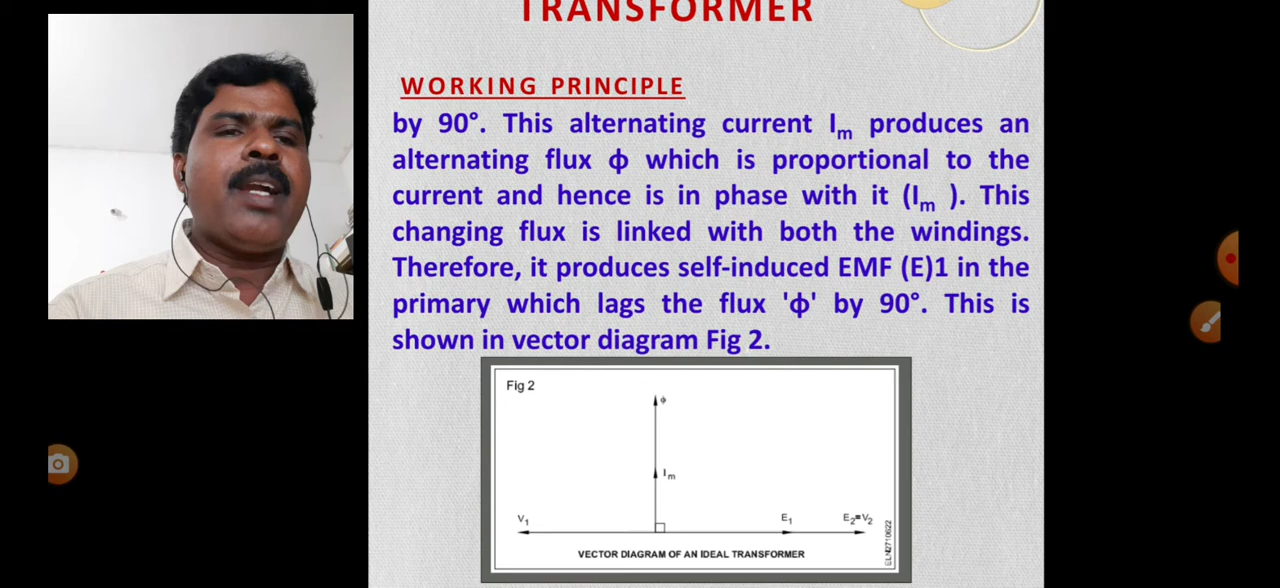 TRANSFORMER
WORKING PRINCIPLE
by 90°. This alternating current Im produces an
alternating flux ϕ which is proportional to the
current and hence is in phase with it (Im ). This
changing flux is linked with both the windings.
Therefore, it produces self-induced EMF (E)1 in the
primary which lags the flux 'ϕ' by 90°. This is
shown in vector diagram Fig 2.
Fig 2
ϕ
Im
V1
E1
E2=V2
VECTOR DIAGRAM OF AN IDEAL TRANSFORMER
ELN2710622